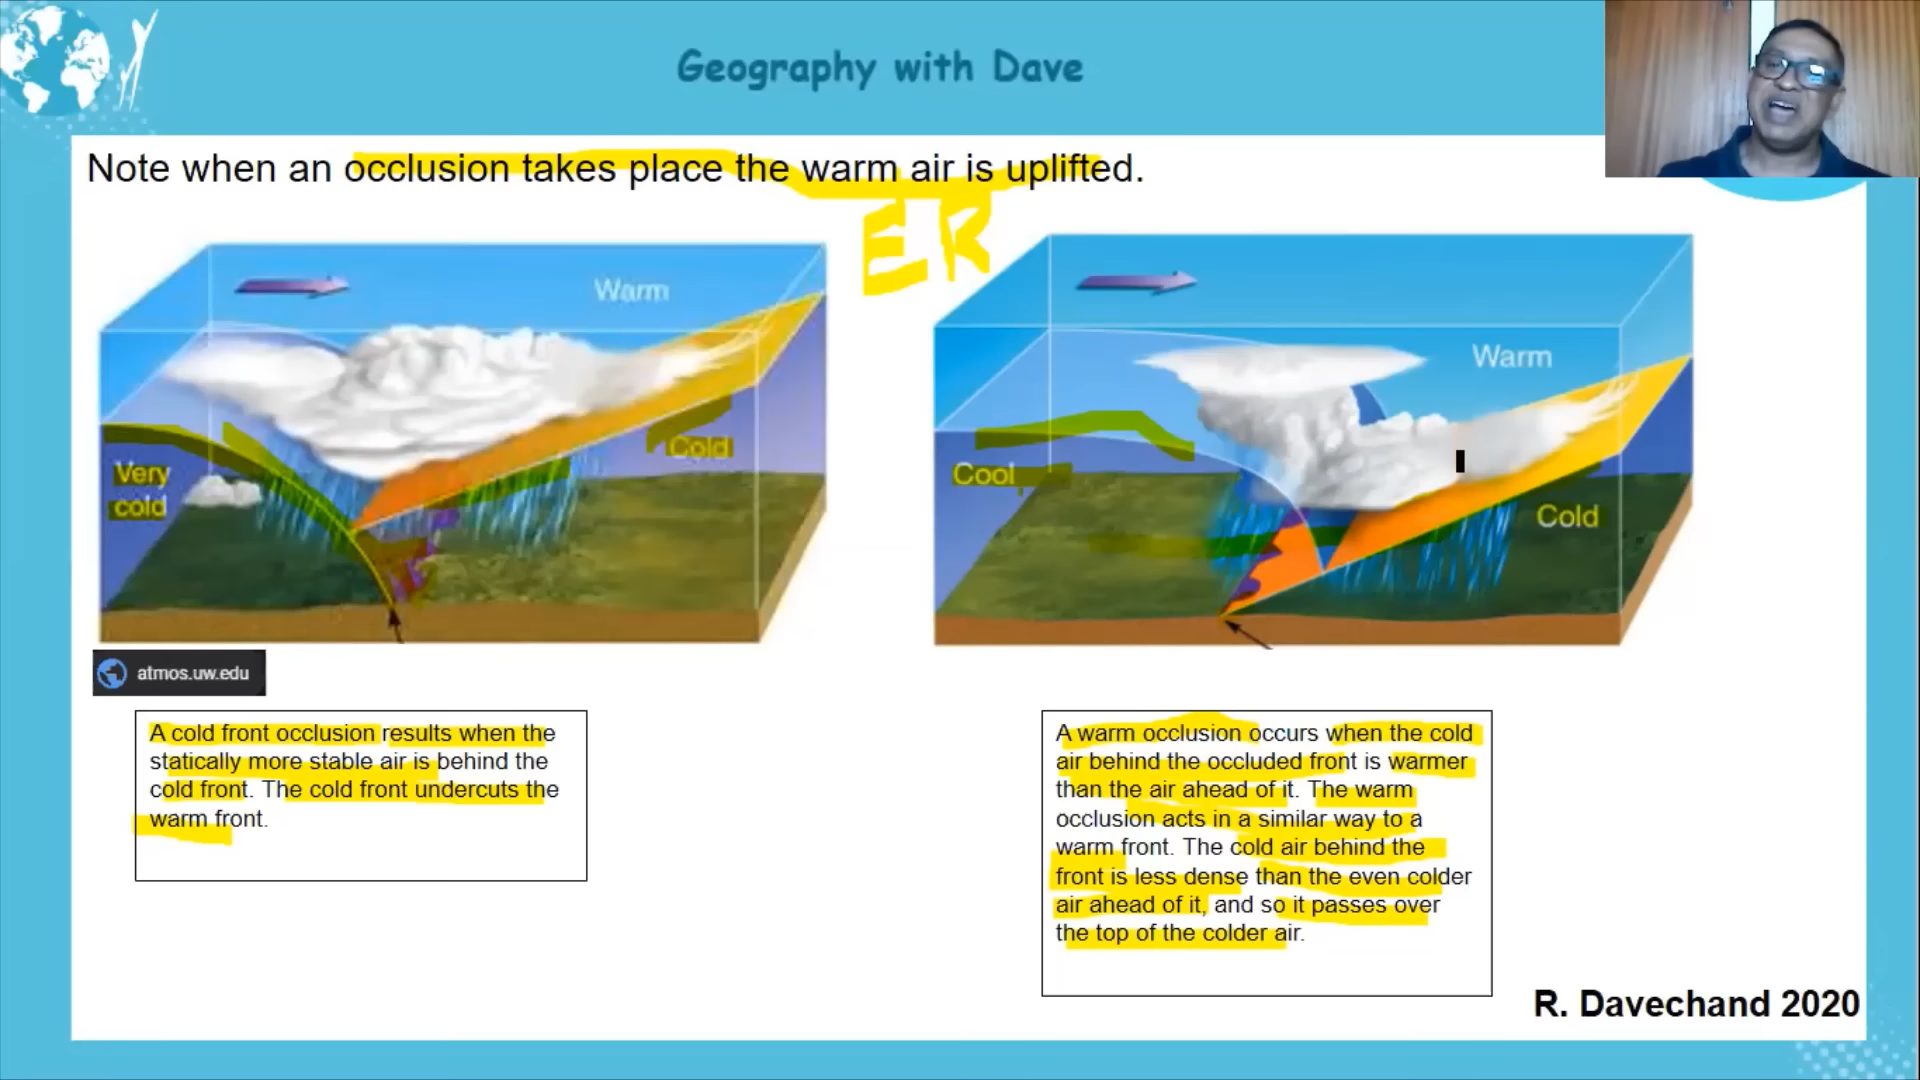 Geography with Dave
Note when an occlusion takes place the warm air is uplifted.
ER
Warm
Very
cold
Cold
Warm
Cool
Cold
atmos.uw.edu
A cold front occlusion results when the
statically more stable air is behind the
cold front. The cold front undercuts the
warm front.
A warm occlusion occurs when the cold
air behind the occluded front is warmer
than the air ahead of it. The warm
occlusion acts in a similar way to a
warm front. The cold air behind the
front is less dense than the even colder
air ahead of it, and so it passes over
the top of the colder air.
R. Davechand 2020